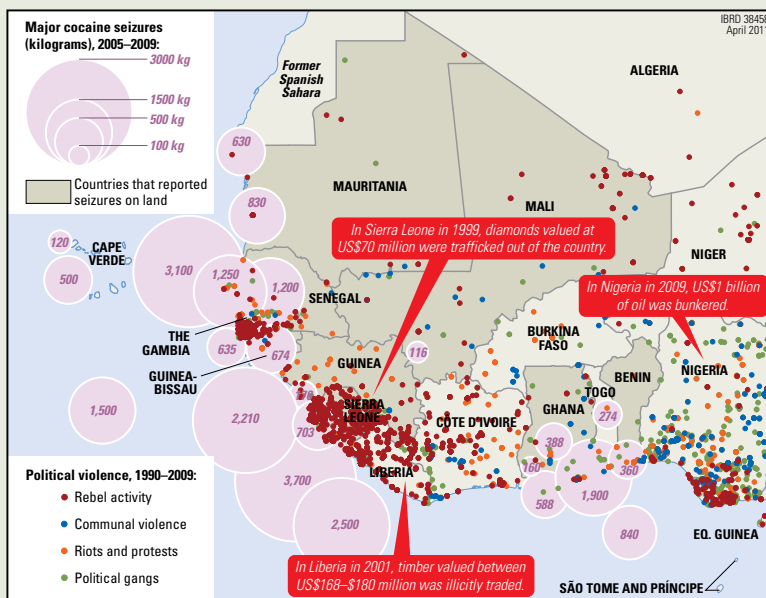 Major cocaine seizures
(kilograms), 2005–2009:
3000 kg
1500 kg
500 kg
100 kg
Countries that reported
seizures on land
IBRD 38458
April 2011
Former
Spanish
Sahara
ALGERIA
MAURITANIA
MALI
NIGER
630
830
In Sierra Leone in 1999, diamonds valued at
US$70 million were trafficked out of the country.
120
CAPE
VERDE
500
3,100
1,250
1,200
SENEGAL
In Nigeria in 2009, US$1 billion
of oil was bunkered.
THE
GAMBIA
635
674
GUINEA-
BISSAU
GUINEA
116
BURKINA
FASO
BENIN
NIGERIA
TOGO
GHANA
274
1,500
2,210
SIERRA
LEONE
703
CÔTE D'IVOIRE
388
160
360
LIBERIA
3,700
588
1,900
2,500
840
EQ. GUINEA
Political violence, 1990–2009:
Rebel activity
Communal violence
Riots and protests
Political gangs
In Liberia in 2001, timber valued between
US$168–$180 million was illicitly traded.
SÃO TOME AND PRÍNCIPE